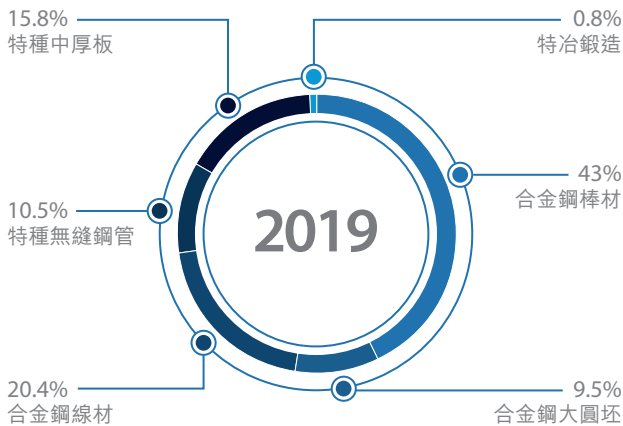 15.8%
特種中厚板
0.8%
特冶鍛造
43%
合金鋼棒材
10.5%
特種無縫鋼管
2019
20.4%
合金鋼線材
9.5%
合金鋼大圓坯